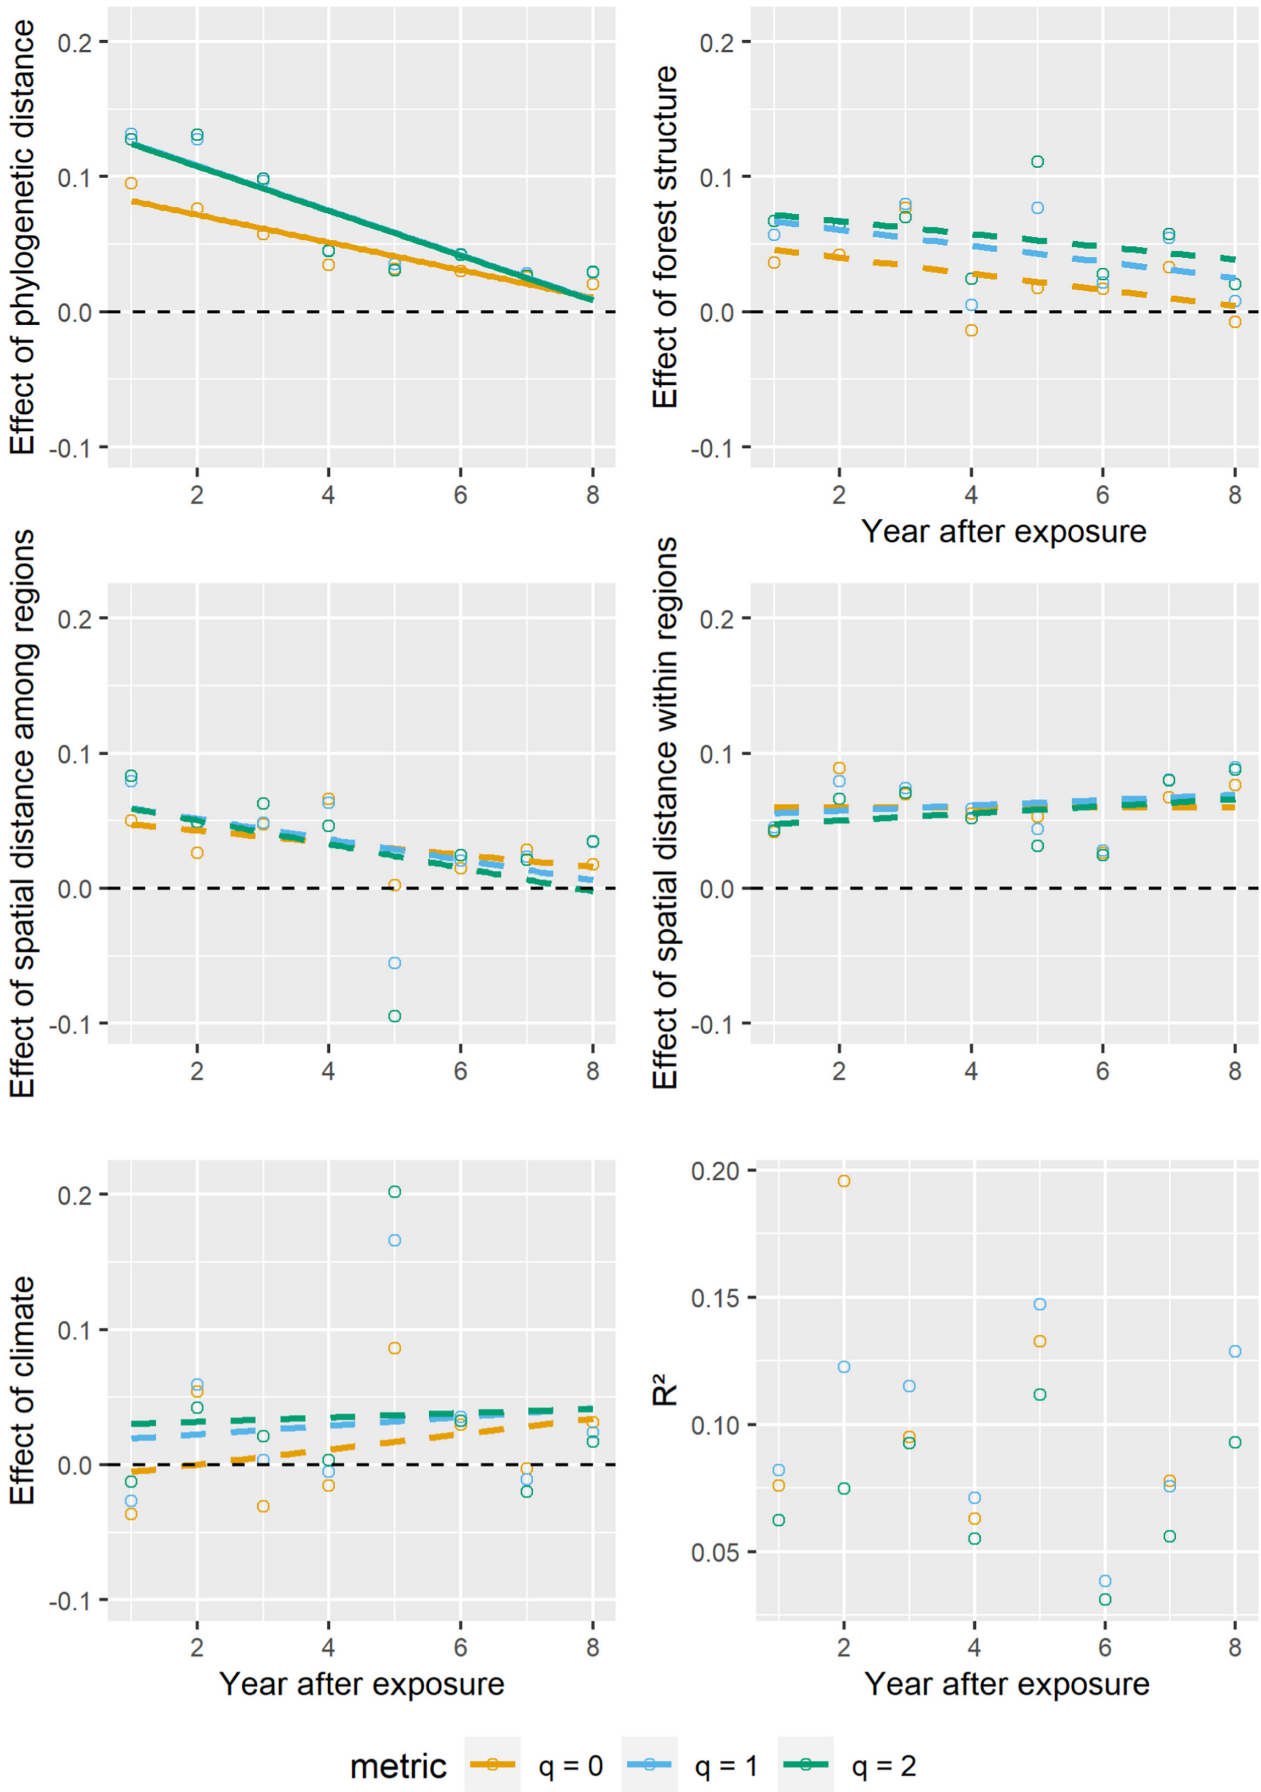 Effect of phylogenetic distance
0.2
0.1
0.0
-0.1
2 4 6 8
Effect of forest structure
0.2
0.1
0.0
-0.1
2 4 6 8
Year after exposure
Effect of spatial distance among regions
0.2
0.1
0.0
-0.1
2 4 6 8
Effect of spatial distance within regions
0.2
0.1
0.0
-0.1
2 4 6 8
Effect of climate
0.2
0.1
0.0
-0.1
2 4 6 8
Year after exposure
R²
0.20
0.15
0.10
0.05
2 4 6 8
Year after exposure
metric q = 0 q = 1 q = 2